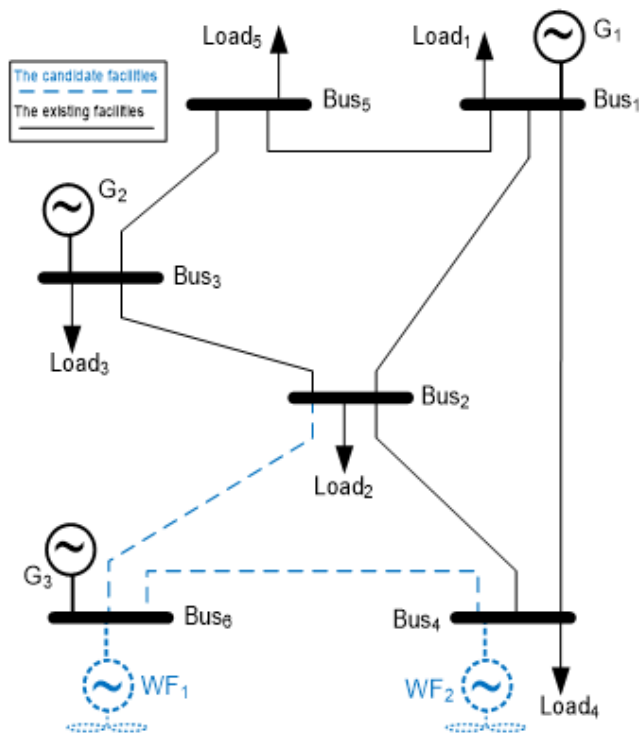 Load₅
Load₁
G₁
The candidate facilities
The existing facilities
Bus₅
Bus₁
G₂
Bus₃
Load₃
Bus₂
Load₂
G₃
Bus₆
Bus₄
WF₁
WF₂
Load₄